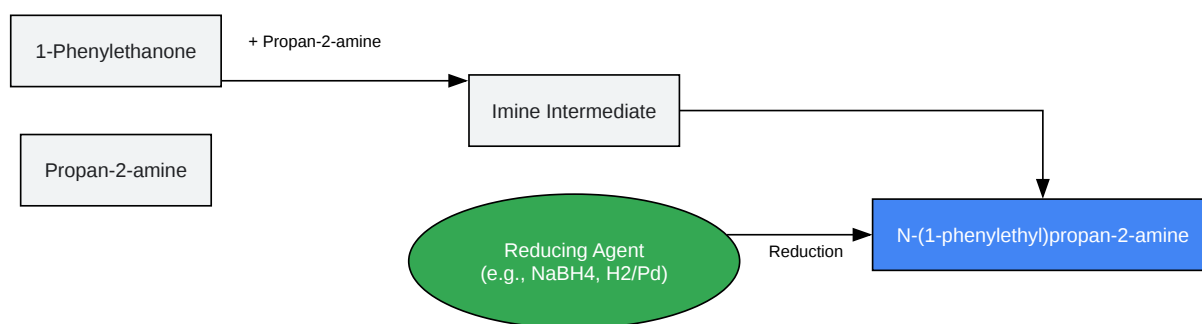 1-Phenylethanone
+ Propan-2-amine
Imine Intermediate
Propan-2-amine
Reducing Agent
(e.g., NaBH4, H2/Pd)
Reduction
N-(1-phenylethyl)propan-2-amine